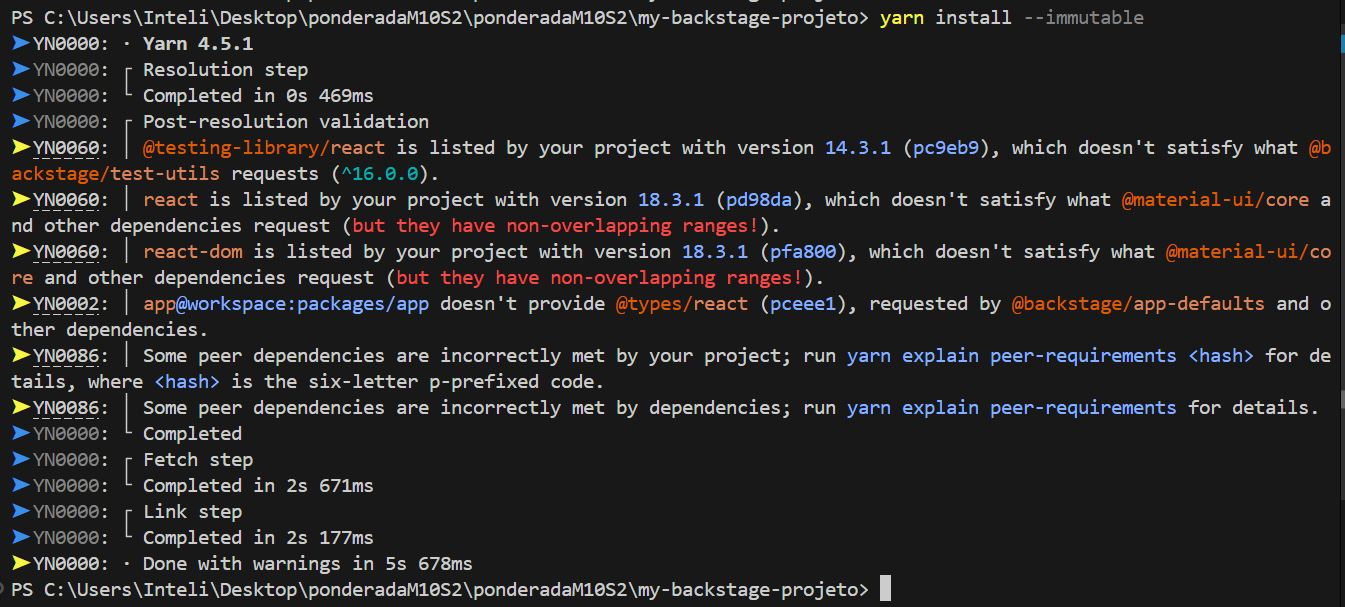 PS C:\Users\Inteli\Desktop\ponderadaM10S2\ponderadaM10S2\my-backstage-projeto> yarn install --immutable
➤YN0000: · Yarn 4.5.1
➤YN0000: ┌ Resolution step
➤YN0000: └ Completed in 0s 469ms
➤YN0000: ┌ Post-resolution validation
➤YN0060: │ @testing-library/react is listed by your project with version 14.3.1 (pc9eb9), which doesn't satisfy what @b
ackstage/test-utils requests (^16.0.0).
➤YN0060: │ react is listed by your project with version 18.3.1 (pd98da), which doesn't satisfy what @material-ui/core a
nd other dependencies request (but they have non-overlapping ranges!).
➤YN0060: │ react-dom is listed by your project with version 18.3.1 (pfa800), which doesn't satisfy what @material-ui/co
re and other dependencies request (but they have non-overlapping ranges!).
➤YN0002: │ app@workspace:packages/app doesn't provide @types/react (pceee1), requested by @backstage/app-defaults and o
ther dependencies.
➤YN0086: │ Some peer dependencies are incorrectly met by your project; run yarn explain peer-requirements <hash> for de
tails, where <hash> is the six-letter p-prefixed code.
➤YN0086: │ Some peer dependencies are incorrectly met by dependencies; run yarn explain peer-requirements for details.
➤YN0000: └ Completed
➤YN0000: ┌ Fetch step
➤YN0000: └ Completed in 2s 671ms
➤YN0000: ┌ Link step
➤YN0000: └ Completed in 2s 177ms
➤YN0000: · Done with warnings in 5s 678ms
PS C:\Users\Inteli\Desktop\ponderadaM10S2\ponderadaM10S2\my-backstage-projeto>